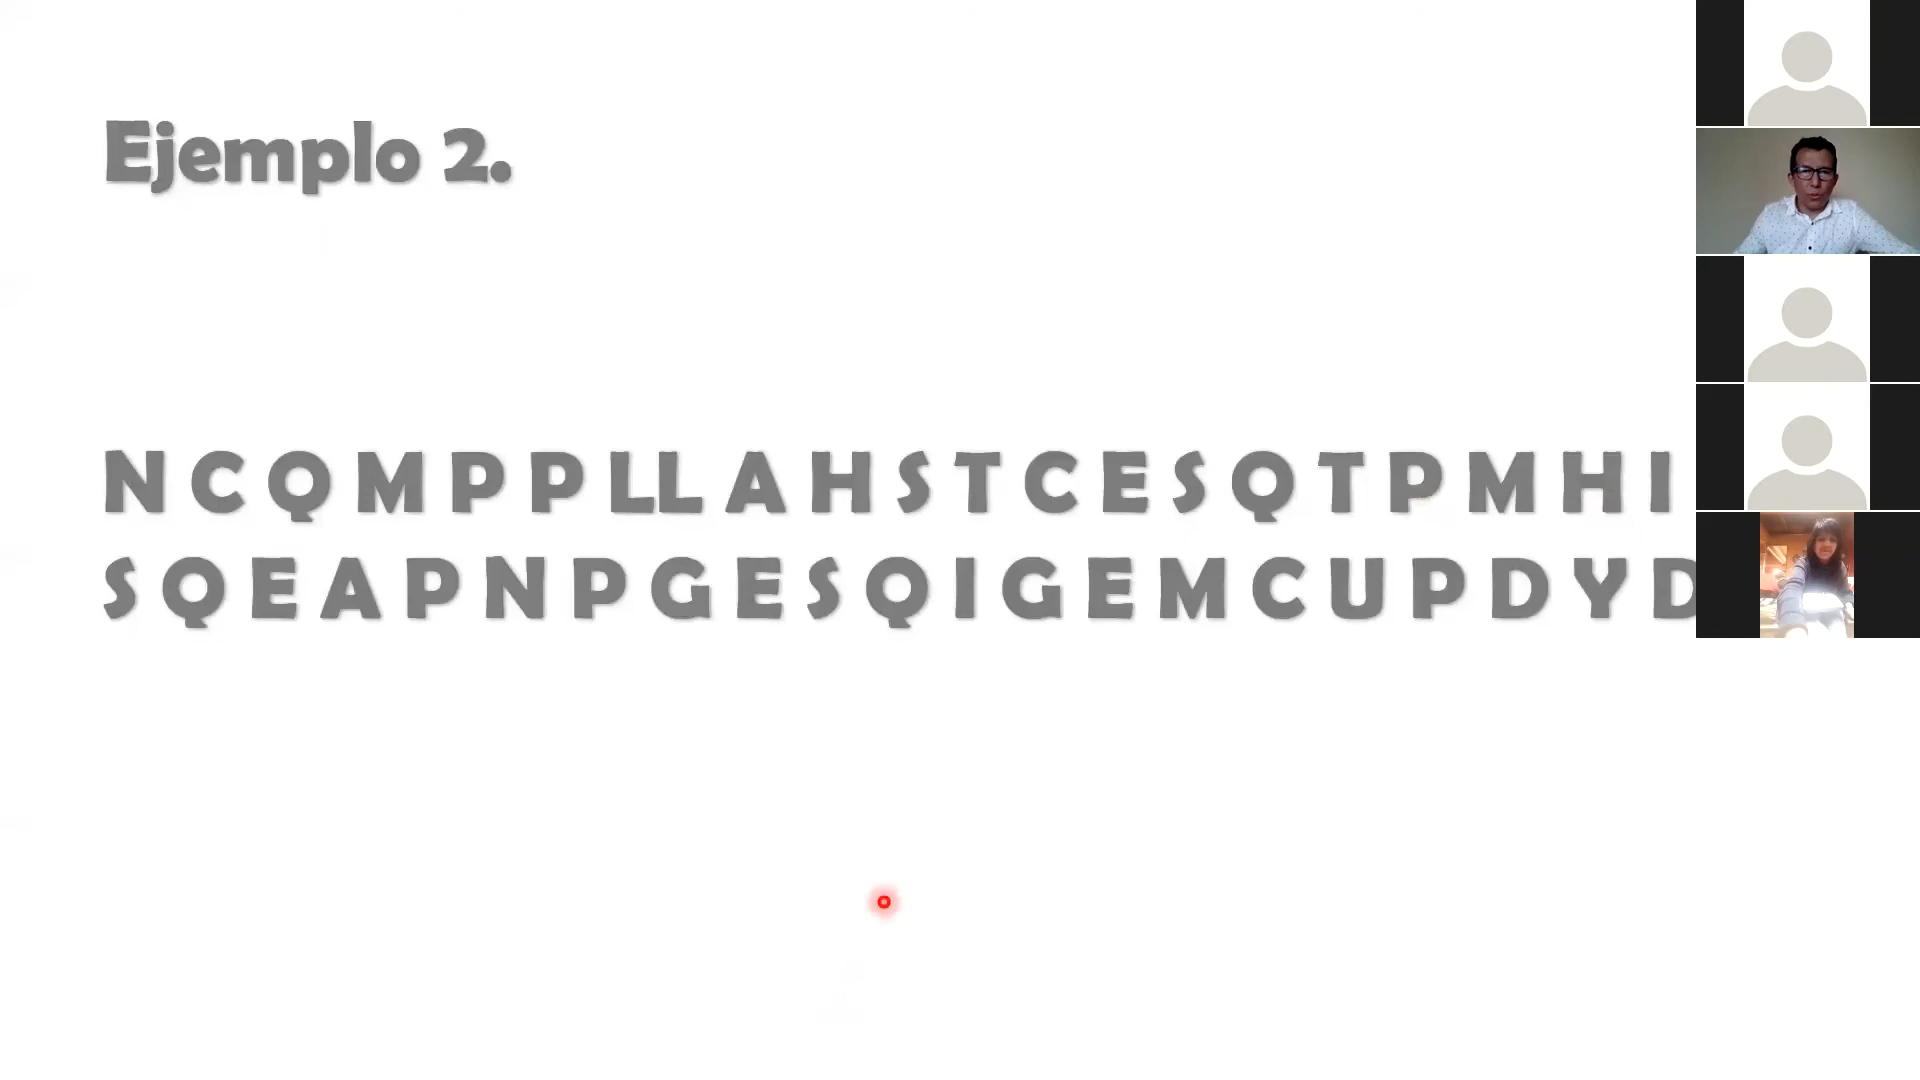 Ejemplo 2.
N C Q M P P LL A H S T C E S Q T P M H I
S Q E A P N P G E S Q I G E M C U P D Y D